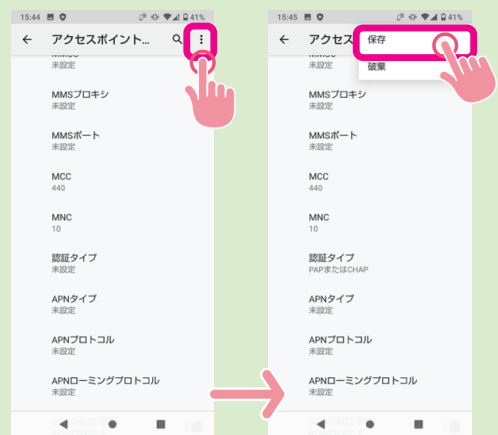 15:44
41%
アクセスポイント...
未設定
MMSプロキシ
未設定
MMSポート
未設定
MCC
440
MNC
10
認証タイプ
未設定
APNタイプ
未設定
APNプロトコル
未設定
APNローミングプロトコル
未設定
15:45
41%
アクセス
保存
破棄
未設定
MMSプロキシ
未設定
MMSポート
未設定
MCC
440
MNC
10
認証タイプ
PAPまたはCHAP
APNタイプ
未設定
APNプロトコル
未設定
APNローミングプロトコル
未設定